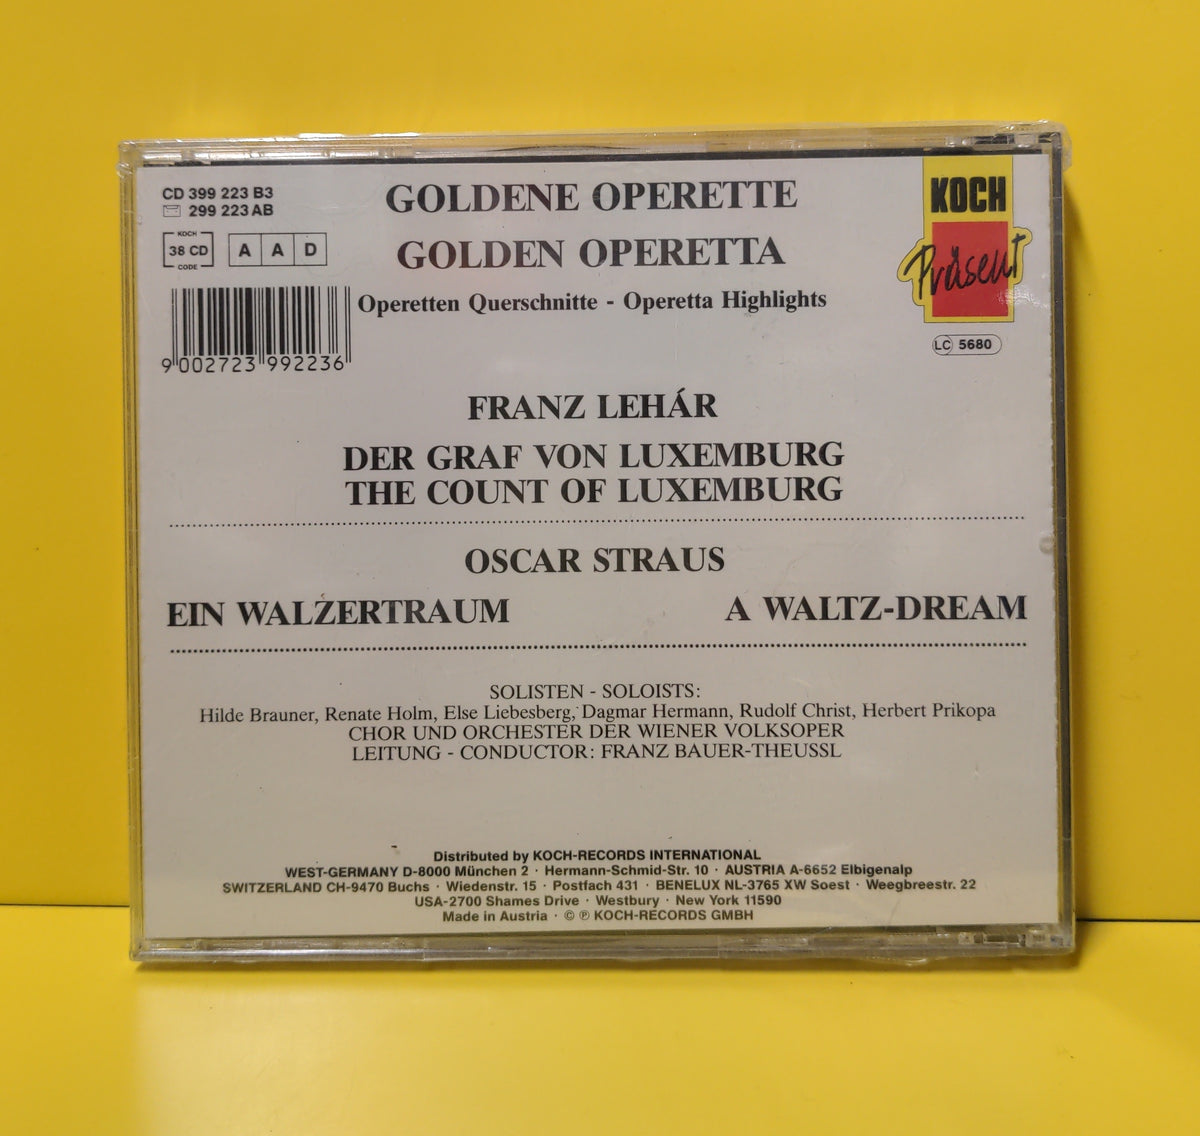 CD 399 223 B3
299 223 AB
KOCH
38 CD
CODE
A A D
9 002723 992236
GOLDENE OPERETTE
GOLDEN OPERETTA
Operetten Querschnitte - Operetta Highlights
KOCH
Präsent
LC 5680
FRANZ LEHÁR
DER GRAF VON LUXEMBURG
THE COUNT OF LUXEMBURG
OSCAR STRAUS
EIN WALZERTRAUM A WALTZ-DREAM
SOLISTEN - SOLOISTS:
Hilde Brauner, Renate Holm, Else Liebesberg, Dagmar Hermann, Rudolf Christ, Herbert Prikopa
CHOR UND ORCHESTER DER WIENER VOLKSOPER
LEITUNG - CONDUCTOR: FRANZ BAUER-THEUSSL
Distributed by KOCH-RECORDS INTERNATIONAL
WEST-GERMANY D-8000 München 2 · Hermann-Schmid-Str. 10 · AUSTRIA A-6652 Elbigenalp
SWITZERLAND CH-9470 Buchs · Wiedenstr. 15 · Postfach 431 · BENELUX NL-3765 XW Soest · Weegbreestr. 22
USA-2700 Shames Drive · Westbury · New York 11590
Made in Austria · © ℗ KOCH-RECORDS GMBH